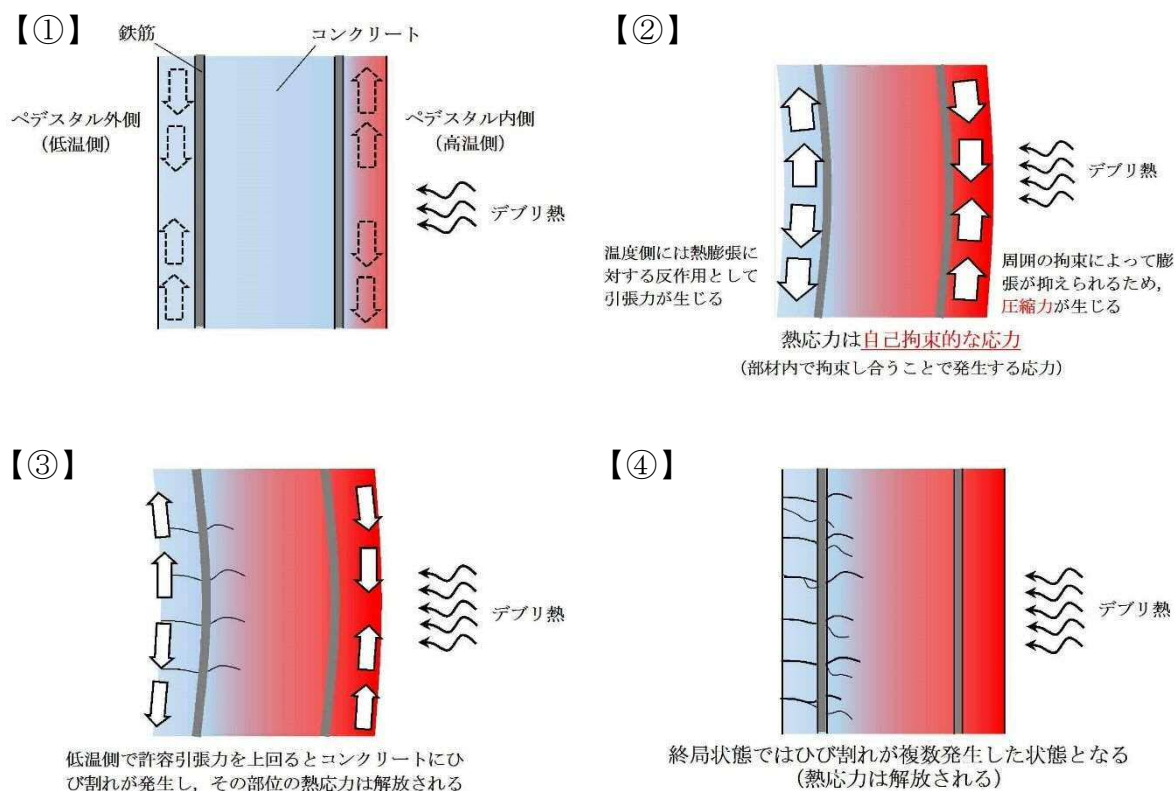 【①】
鉄筋
コンクリート
ペデスタル外側
(低温側)
ペデスタル内側
(高温側)
デブリ熱
【②】
デブリ熱
温度側には熱膨張に
対する反作用として
引張力が生じる
周囲の拘束によって膨
張が抑えられるため,
圧縮力が生じる
熱応力は自己拘束的な応力
(部材内で拘束し合うことで発生する応力)
【③】
デブリ熱
低温側で許容引張力を上回るとコンクリートにひ
び割れが発生し,その部位の熱応力は解放される
【④】
デブリ熱
終局状態ではひび割れが複数発生した状態となる
(熱応力は解放される)